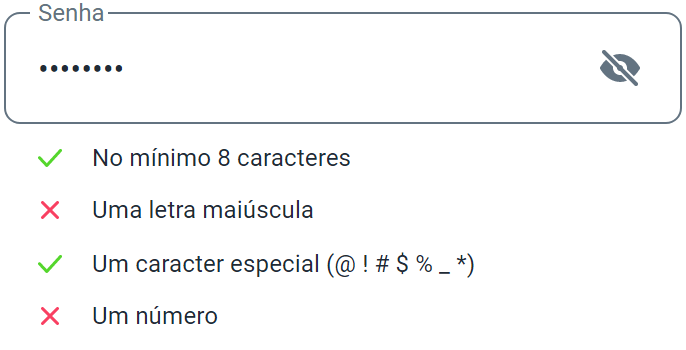 Senha
••••••••
No mínimo 8 caracteres
Uma letra maiúscula
Um caracter especial (@ ! # $ % _ *)
Um número